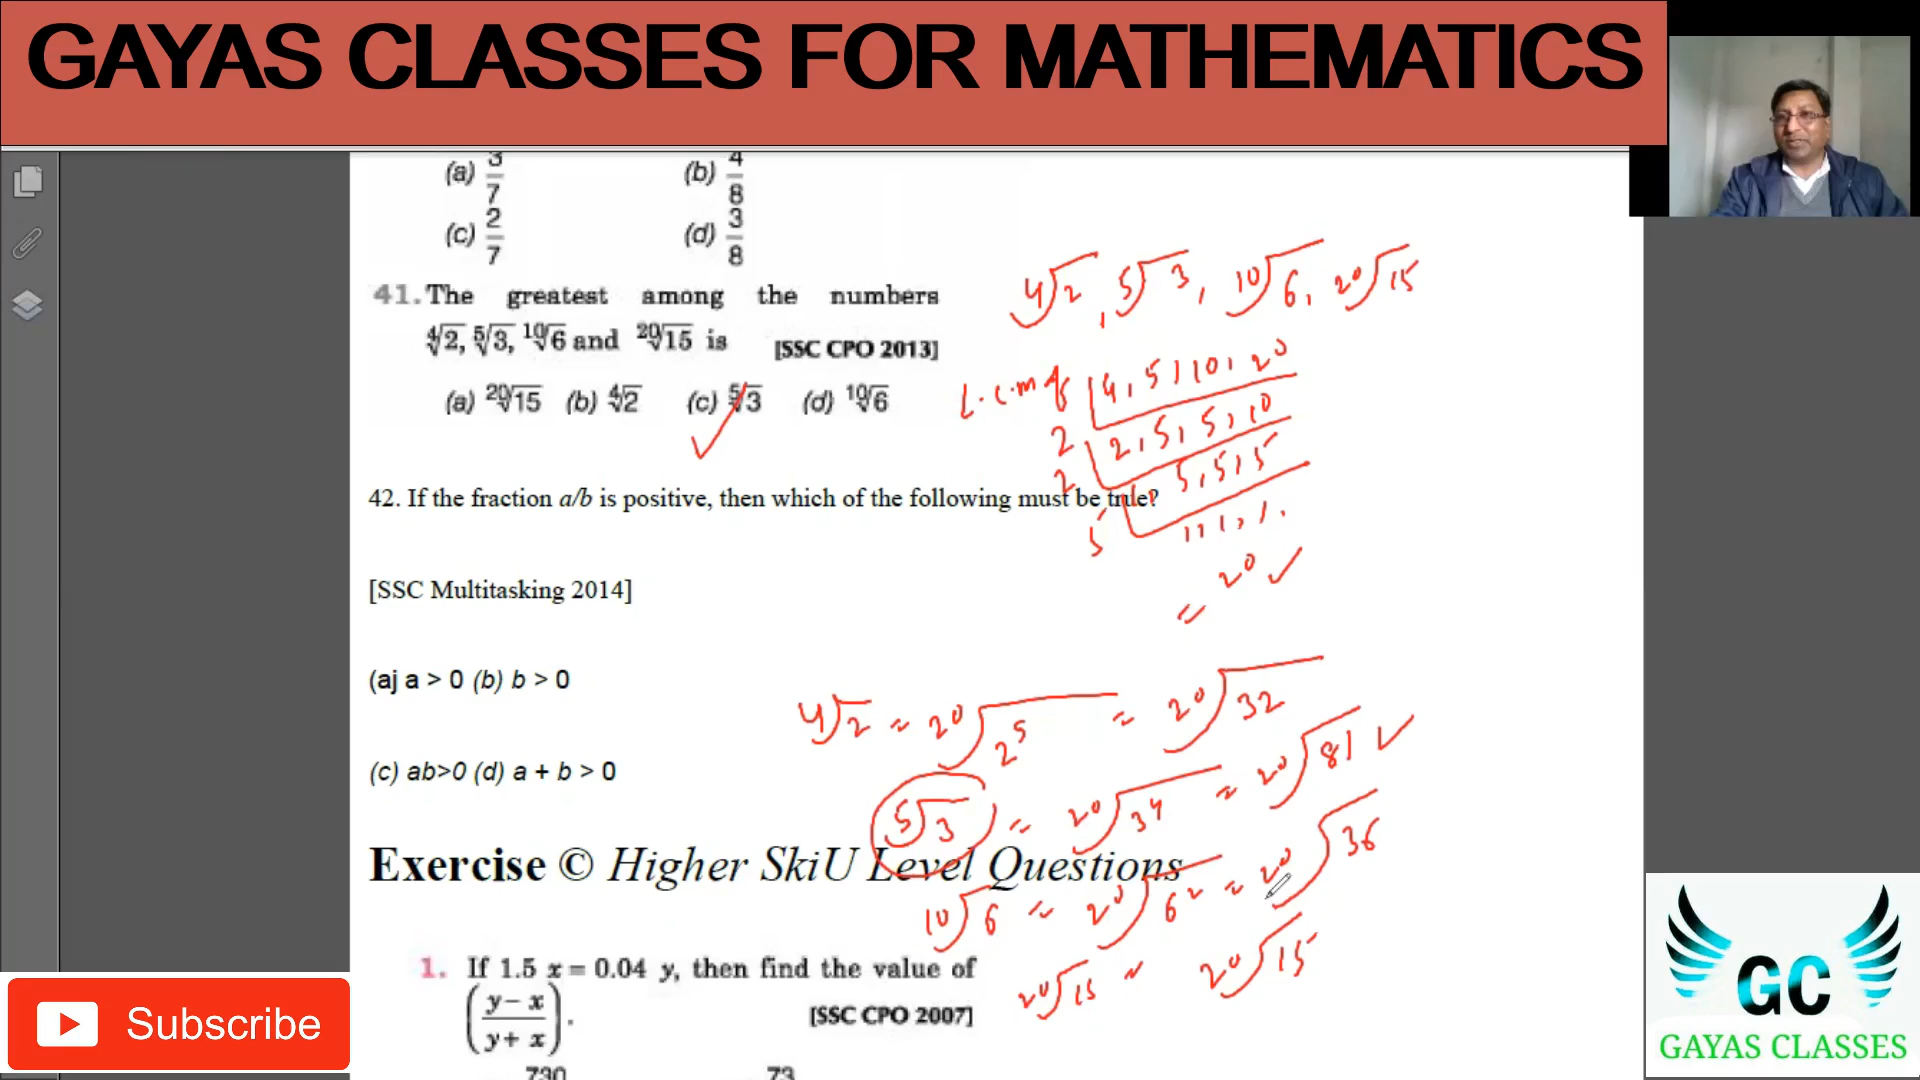 GAYAS CLASSES FOR MATHEMATICS
(a) 3/7 (b) 4/8
(c) 2/7 (d) 3/8
41. The greatest among the numbers
∜2, ⁵√3, ¹⁰√6 and ²⁰√15 is [SSC CPO 2013]
(a) ²⁰√15 (b) ∜2 (c) ⁵√3 (d) ¹⁰√6
42. If the fraction a/b is positive, then which of the following must be true?
[SSC Multitasking 2014]
(aj a > 0 (b) b > 0
(c) ab>0 (d) a + b > 0
Exercise © Higher SkiU Level Questions
1. If 1.5 x = 0.04 y, then find the value of
(y – x / y + x). [SSC CPO 2007]
730 73
⁴√2, ⁵√3, ¹⁰√6, ²⁰√15
L.c.m of 4, 5, 10, 20
2 2, 5, 5, 10
2 1, 5, 5, 5
5 1, 1, 1.
= 20 ✓
⁴√2 = ²⁰√2⁵ = ²⁰√32
⁵√3 = ²⁰√3⁴ = ²⁰√81 ✓
¹⁰√6 = ²⁰√6² = ²⁰√36
²⁰√15 = ²⁰√15
Subscribe
GC
GAYAS CLASSES